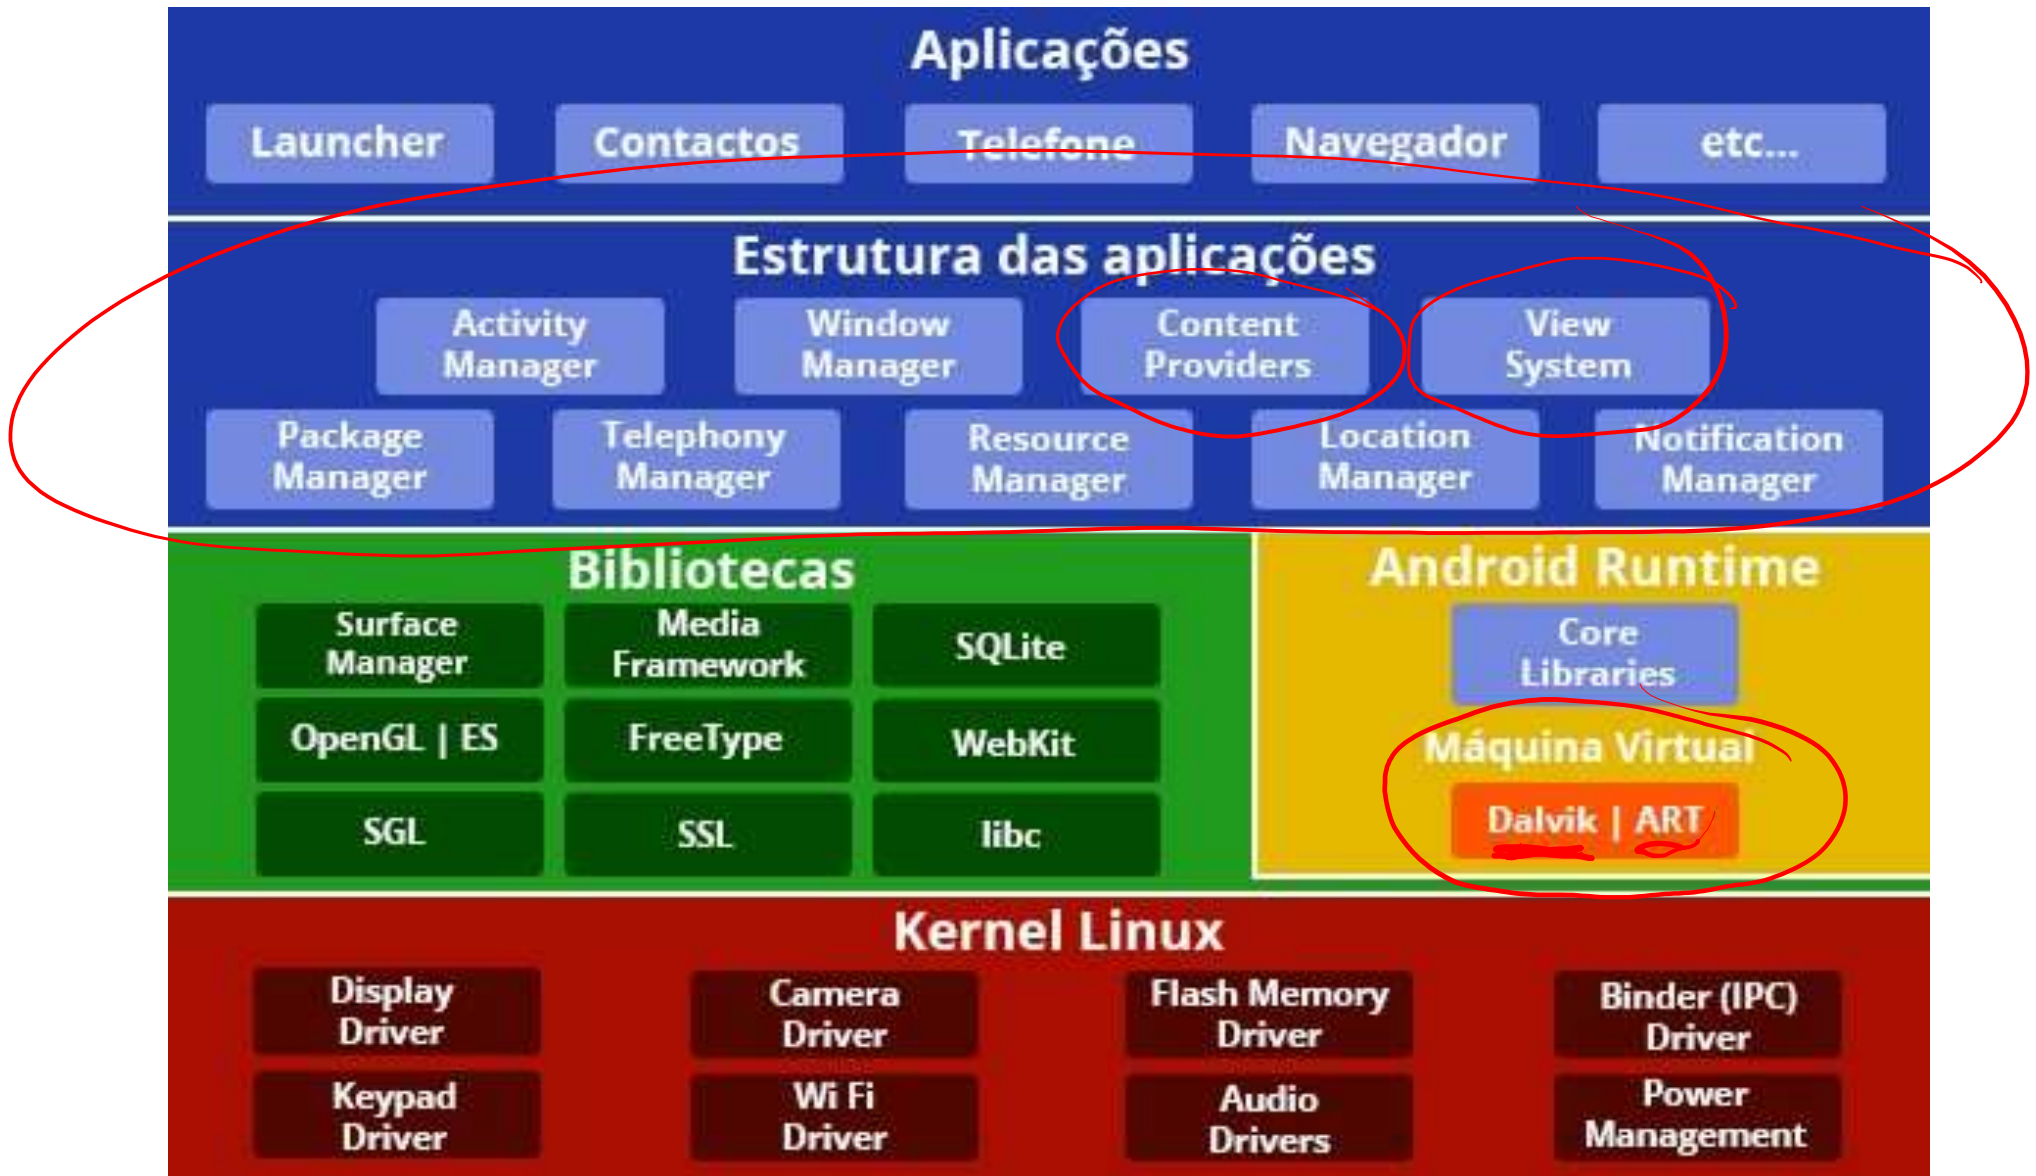 Aplicações
Launcher
Contactos
Telefone
Navegador
etc...
Estrutura das aplicações
Activity
Manager
Window
Manager
Content
Providers
View
System
Package
Manager
Telephony
Manager
Resource
Manager
Location
Manager
Notification
Manager
Bibliotecas
Surface
Manager
Media
Framework
SQLite
OpenGL | ES
FreeType
WebKit
SGL
SSL
libc
Android Runtime
Core
Libraries
Máquina Virtual
Dalvik | ART
Kernel Linux
Display
Driver
Camera
Driver
Flash Memory
Driver
Binder (IPC)
Driver
Keypad
Driver
Wi Fi
Driver
Audio
Drivers
Power
Management